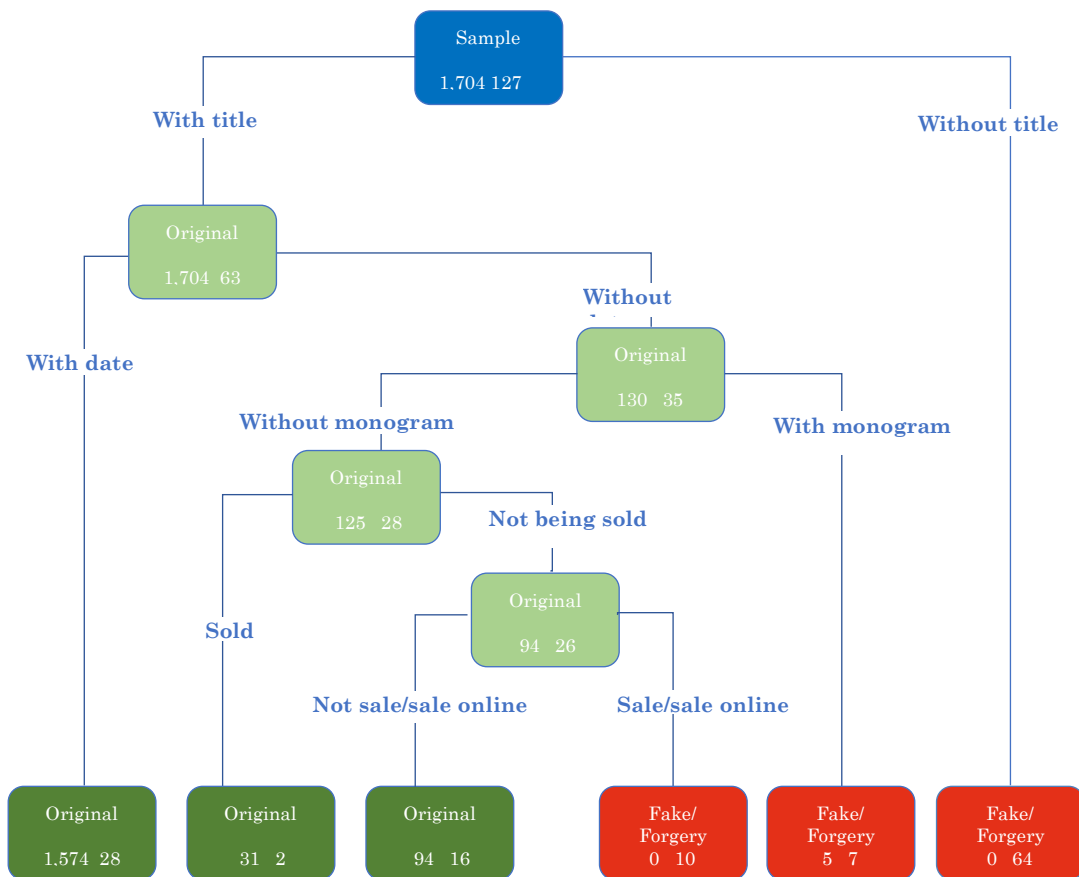 Sample
1,704 127
With title
Without title
Original
1,704 63
Without
With date
Original
130 35
Without monogram
With monogram
Original
125 28
Not being sold
Original
94 26
Sold
Not sale/sale online
Sale/sale online
Original
1,574 28
Original
31 2
Original
94 16
Fake/
Forgery
0 10
Fake/
Forgery
5 7
Fake/
Forgery
0 64